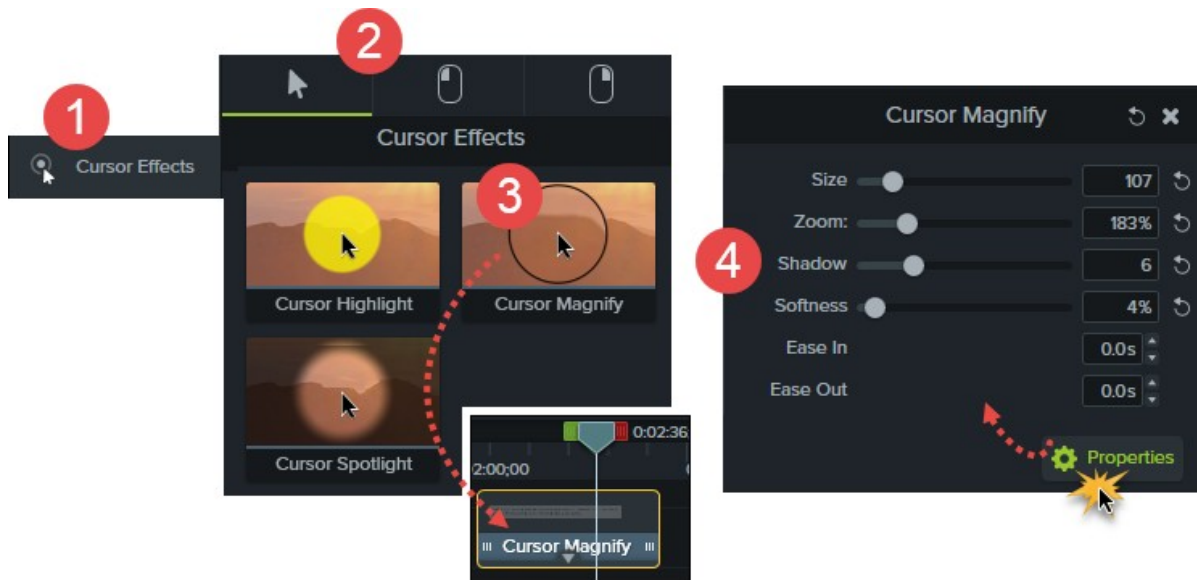 1
Cursor Effects
2
Cursor Effects
3
Cursor Highlight
Cursor Magnify
Cursor Spotlight
0:02:36
2:00;00
Cursor Magnify
4
Cursor Magnify
Size 107
Zoom: 183%
Shadow 6
Softness 4%
Ease In 0.0s
Ease Out 0.0s
Properties